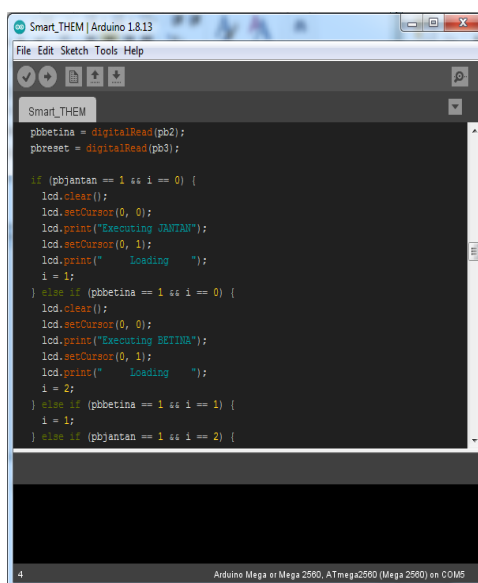 Smart_THEM | Arduino 1.8.13
File Edit Sketch Tools Help
Smart_THEM
pbbetina = digitalRead(pb2);
pbreset = digitalRead(pb3);
if (pbjantan == 1 && i == 0) {
lcd.clear();
lcd.setCursor(0, 0);
lcd.print("Executing JANTAN");
lcd.setCursor(0, 1);
lcd.print("    Loading    ");
i = 1;
} else if (pbbetina == 1 && i == 0) {
lcd.clear();
lcd.setCursor(0, 0);
lcd.print("Executing BETINA");
lcd.setCursor(0, 1);
lcd.print("    Loading    ");
i = 2;
} else if (pbbetina == 1 && i == 1) {
i = 1;
} else if (pbjantan == 1 && i == 2) {
4 Arduino Mega or Mega 2560, ATmega2560 (Mega 2560) on COM5